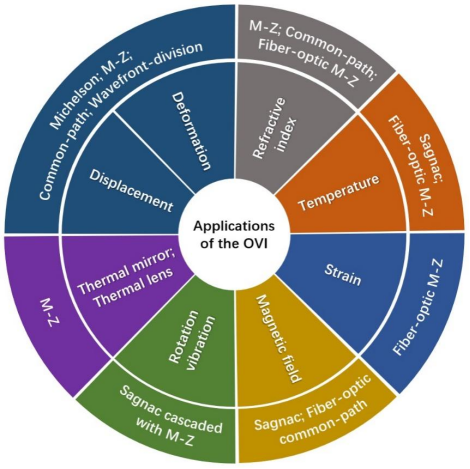 Applications
of the OVI
Michelson; M-Z;
Common-path; Wavefront-division
Deformation
Displacement
M-Z; Common-path;
Fiber-optic M-Z
Refractive
index
Sagnac;
Fiber-optic M-Z
Temperature
Fiber-optic M-Z
Strain
Sagnac; Fiber-optic
common-path
Magnetic field
Sagnac cascaded
with M-Z
Rotation
vibration
M-Z
Thermal mirror;
Thermal lens